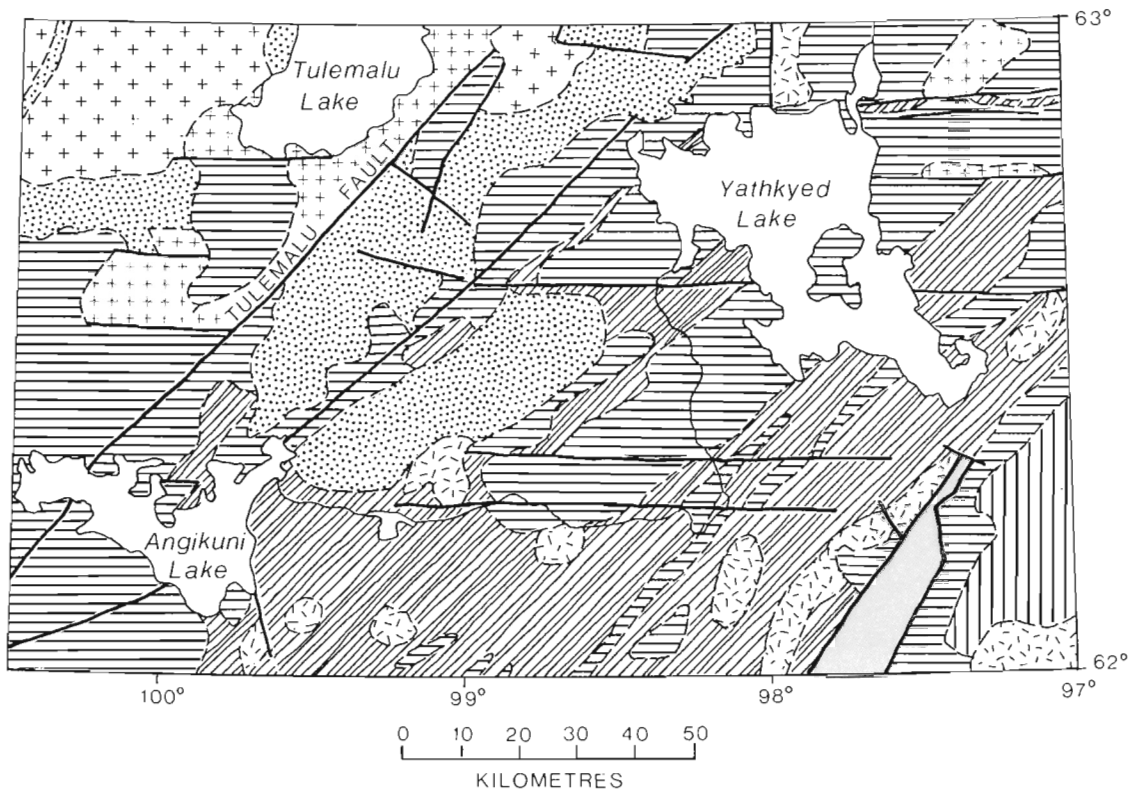 63°
Tulemalu
Lake
TULEMALU FAULT
Yathkyed
Lake
Angikuni
Lake
62°
100° 99° 98° 97°
0 10 20 30 40 50
KILOMETRES